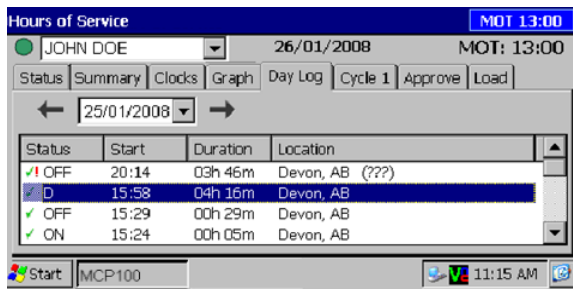 Hours of Service MOT 13:00
JOHN DOE 26/01/2008 MOT: 13:00
Status Summary Clocks Graph Day Log Cycle 1 Approve Load
25/01/2008
Status Start Duration Location
! OFF 20:14 03h 46m Devon, AB (???)
D 15:58 04h 16m Devon, AB
OFF 15:29 00h 29m Devon, AB
ON 15:24 00h 05m Devon, AB
Start MCP100 11:15 AM